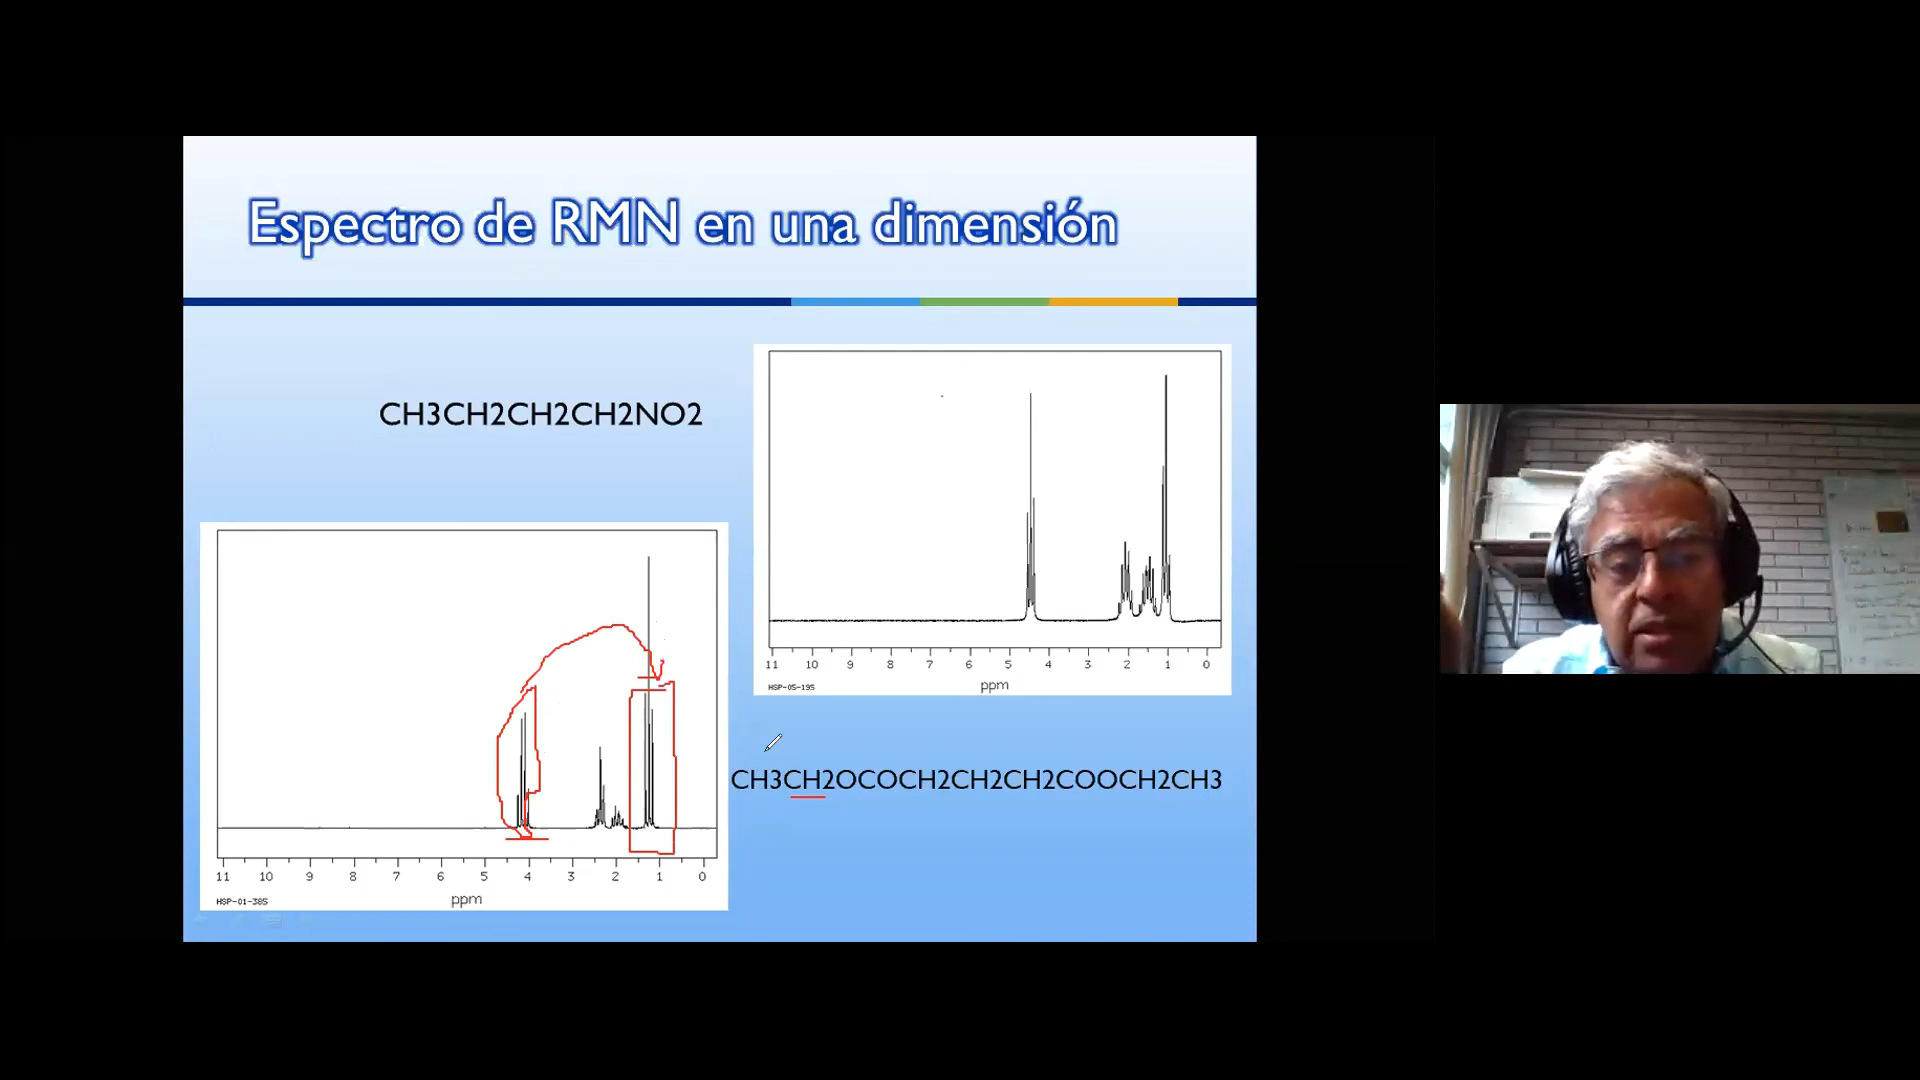 Espectro de RMN en una dimensión
CH3CH2CH2CH2NO2
11 10 9 8 7 6 5 4 3 2 1 0
HSP-05-195
ppm
CH3CH2OCOCH2CH2CH2COOCH2CH3
11 10 9 8 7 6 5 4 3 2 1 0
ppm
HSP-01-385